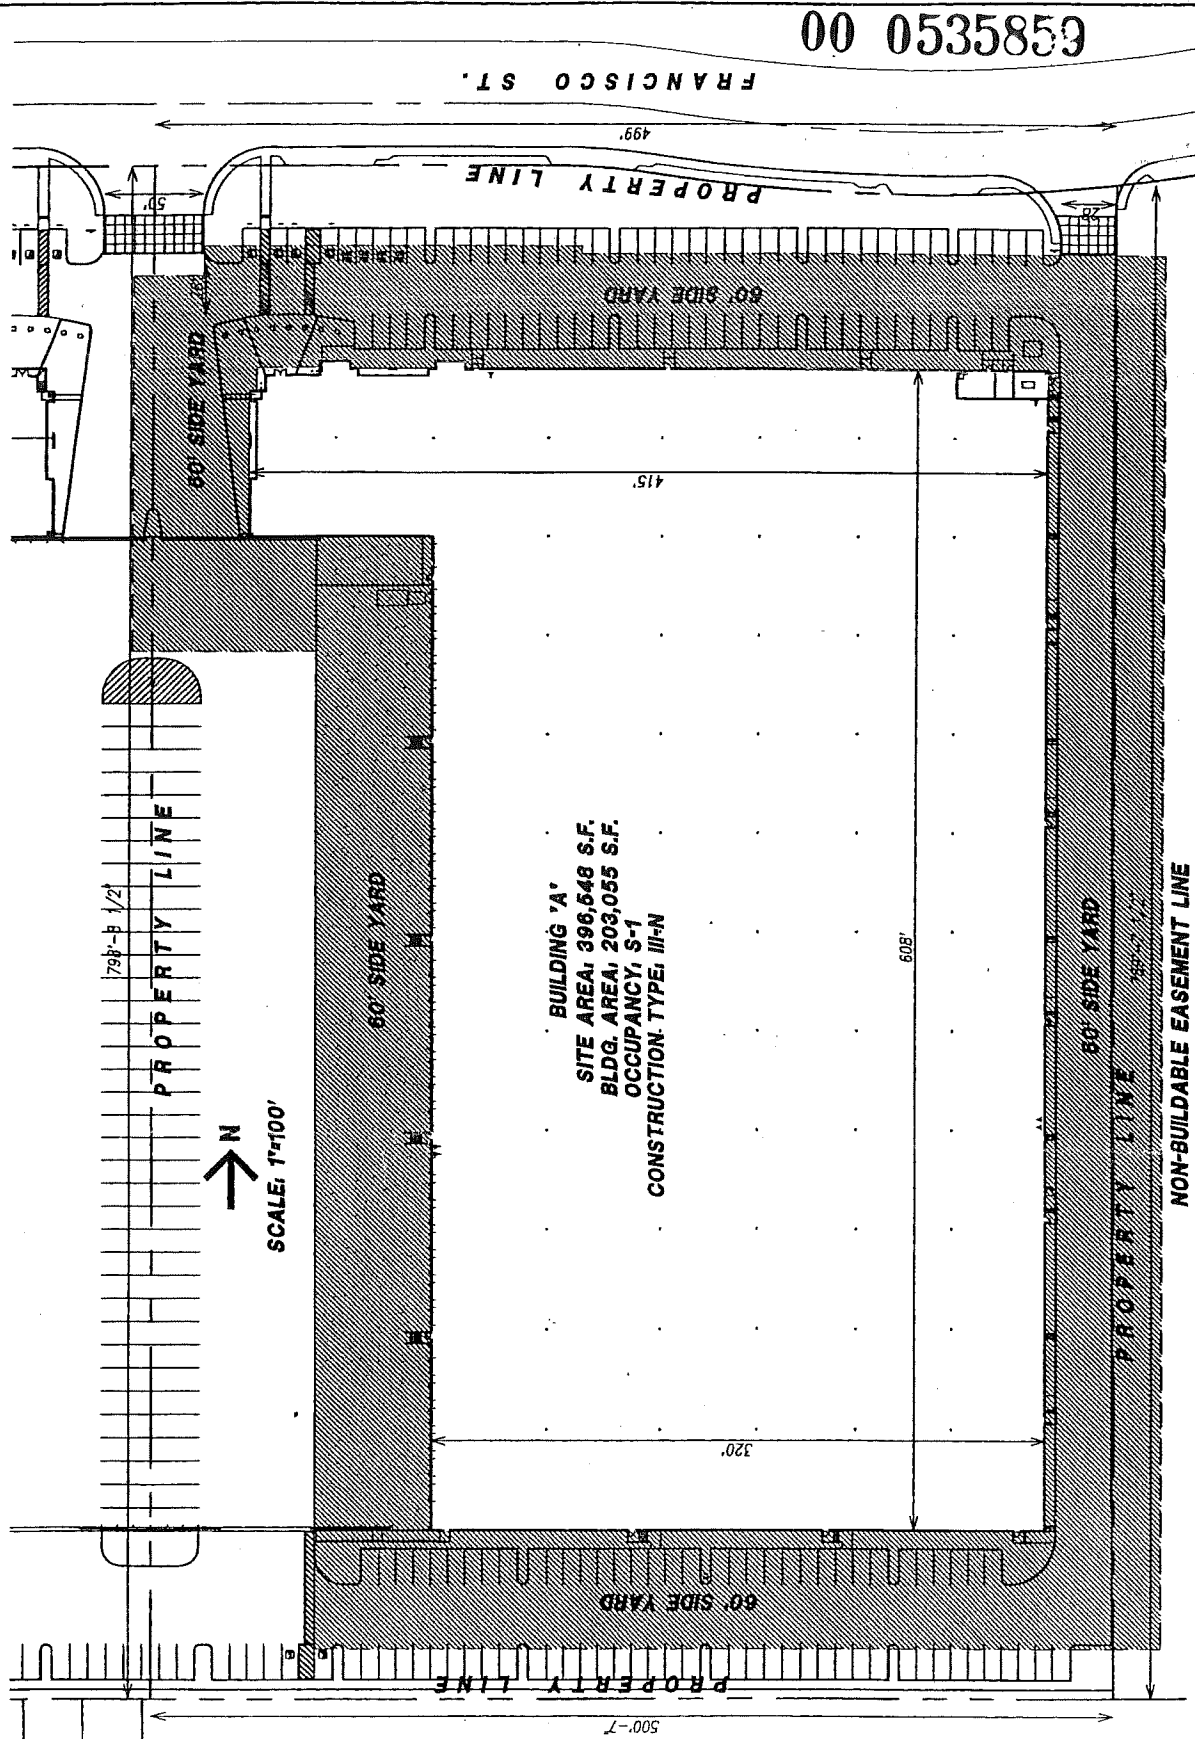 00 0535859
FRANCISCO ST.
499'
PROPERTY LINE
50'
28'
26'
60' SIDE YARD
60' SIDE YARD
415'
798'-8 1/2"
PROPERTY LINE
N
SCALE: 1"=100'
60' SIDE YARD
BUILDING "A"
SITE AREA: 396,548 S.F.
BLDG. AREA: 203,055 S.F.
OCCUPANCY: S-1
CONSTRUCTION TYPE: III-N
608'
60' SIDE YARD
PROPERTY LINE
NON-BUILDABLE EASEMENT LINE
320'
60' SIDE YARD
PROPERTY LINE
500'-7"